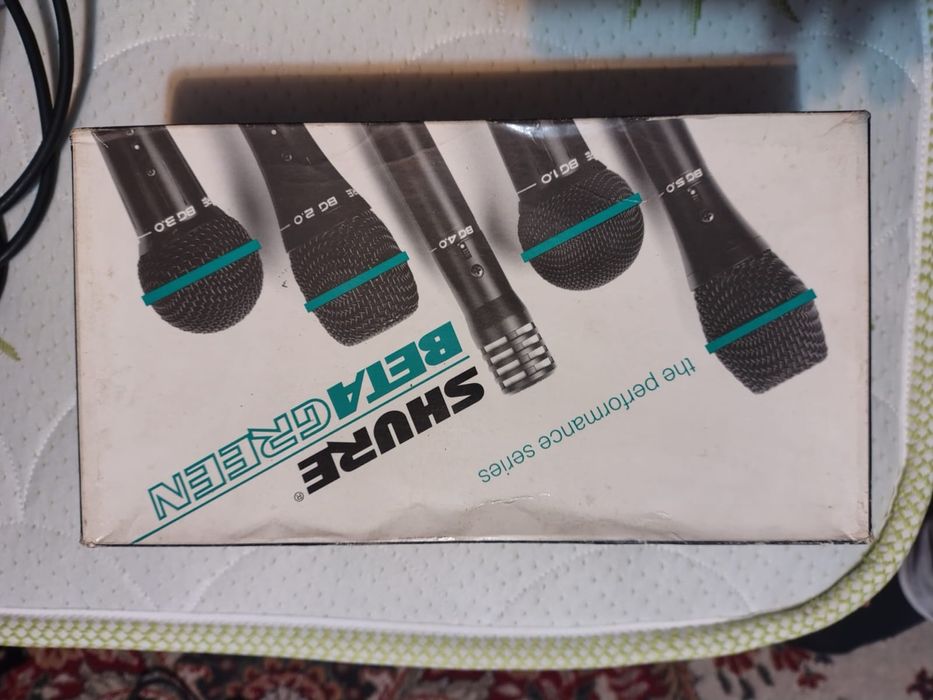 SHURE®
BETA GREEN
the performance series
BG 5.0
BG 1.0
BG 4.0
BG 2.0
BG 3.0